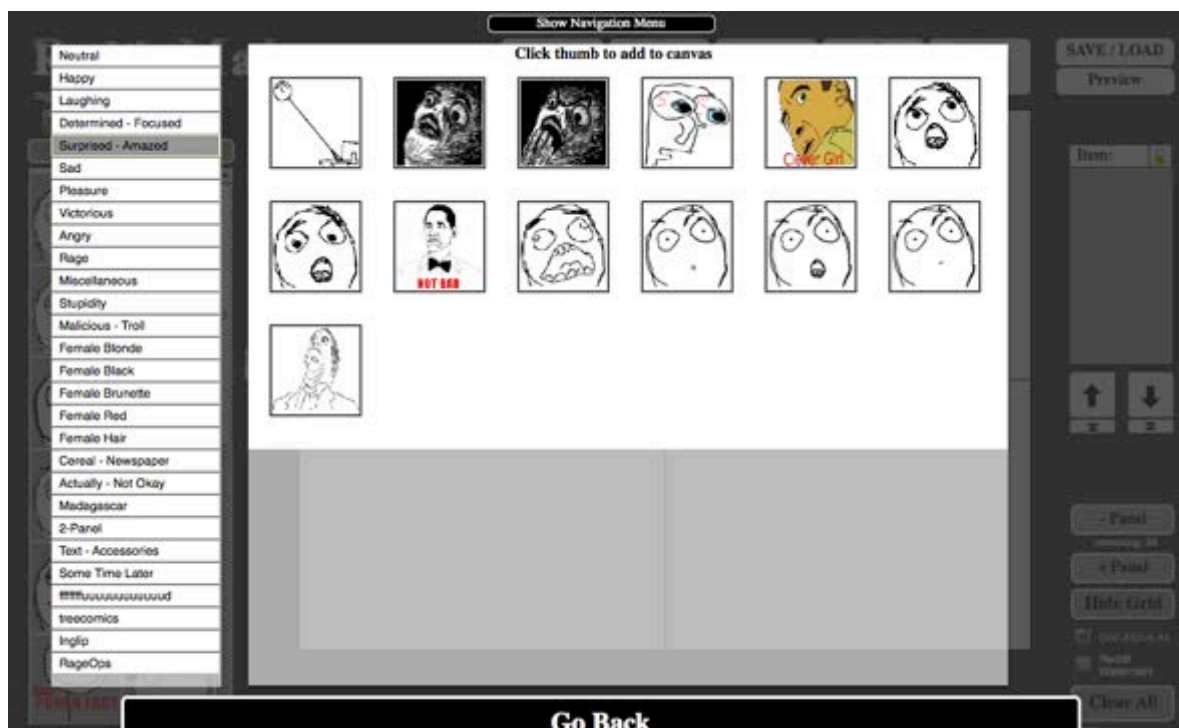 Show Navigation Menu
Click thumb to add to canvas
Neutral
Happy
Laughing
Determined - Focused
Surprised - Amazed
Sad
Pleasure
Victorious
Angry
Rage
Miscellaneous
Stupidity
Malicious - Troll
Female Blonde
Female Black
Female Brunette
Female Red
Female Hair
Cereal - Newspaper
Actually - Not Okay
Madagascar
2-Panel
Text - Accessories
Some Time Later
treecomics
Inglip
RageOps
Clever Girl
NOT BAD
SAVE / LOAD
Preview
Item:
- Panel
+ Panel
Hide Grid
Clear All
Go Back